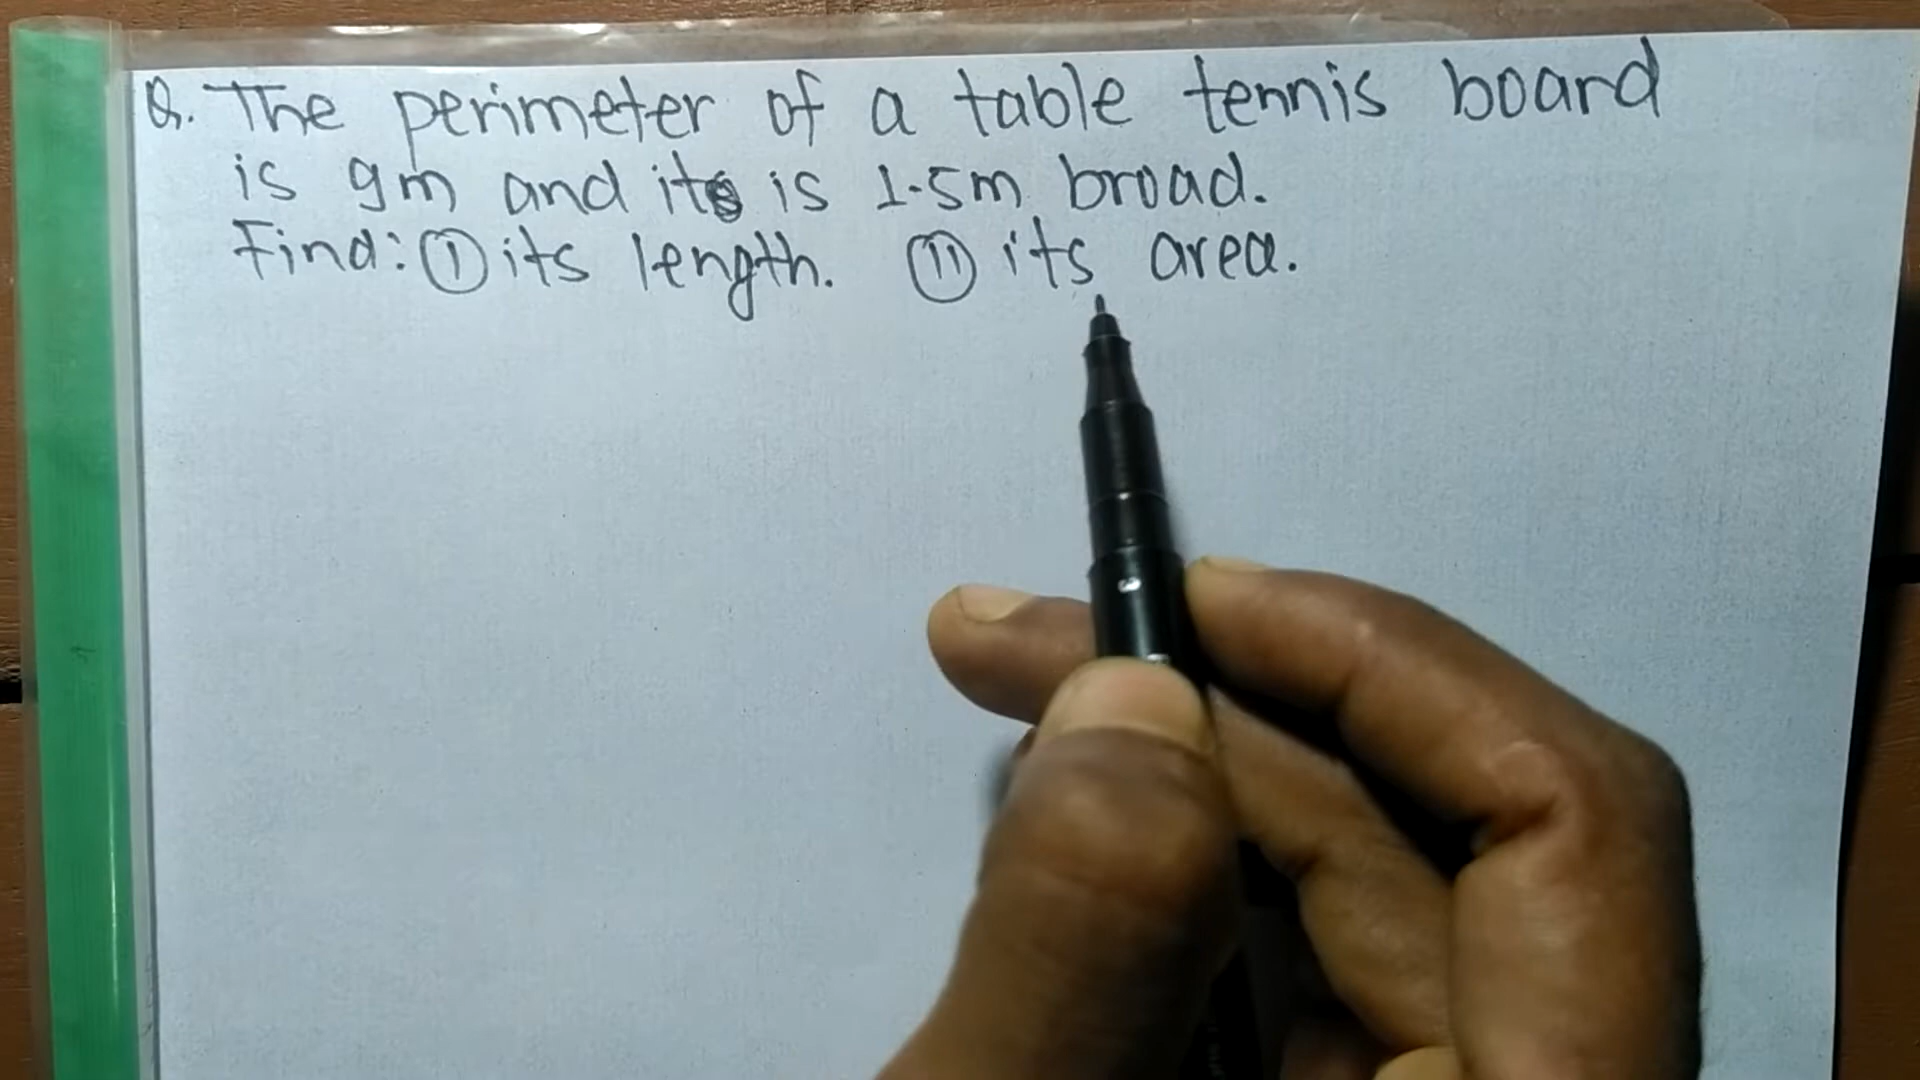 Q. The perimeter of a table tennis board
is 9m and it is 1.5m broad.
Find: (I) its length. (II) its area.